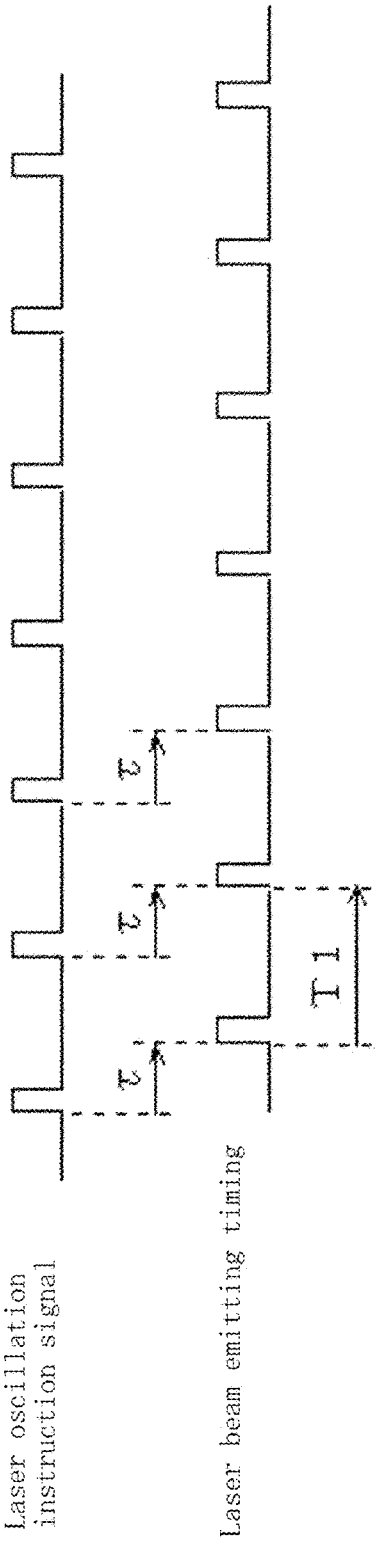 Laser oscillation
instruction signal
τ
τ
τ
Laser beam emitting timing
T1